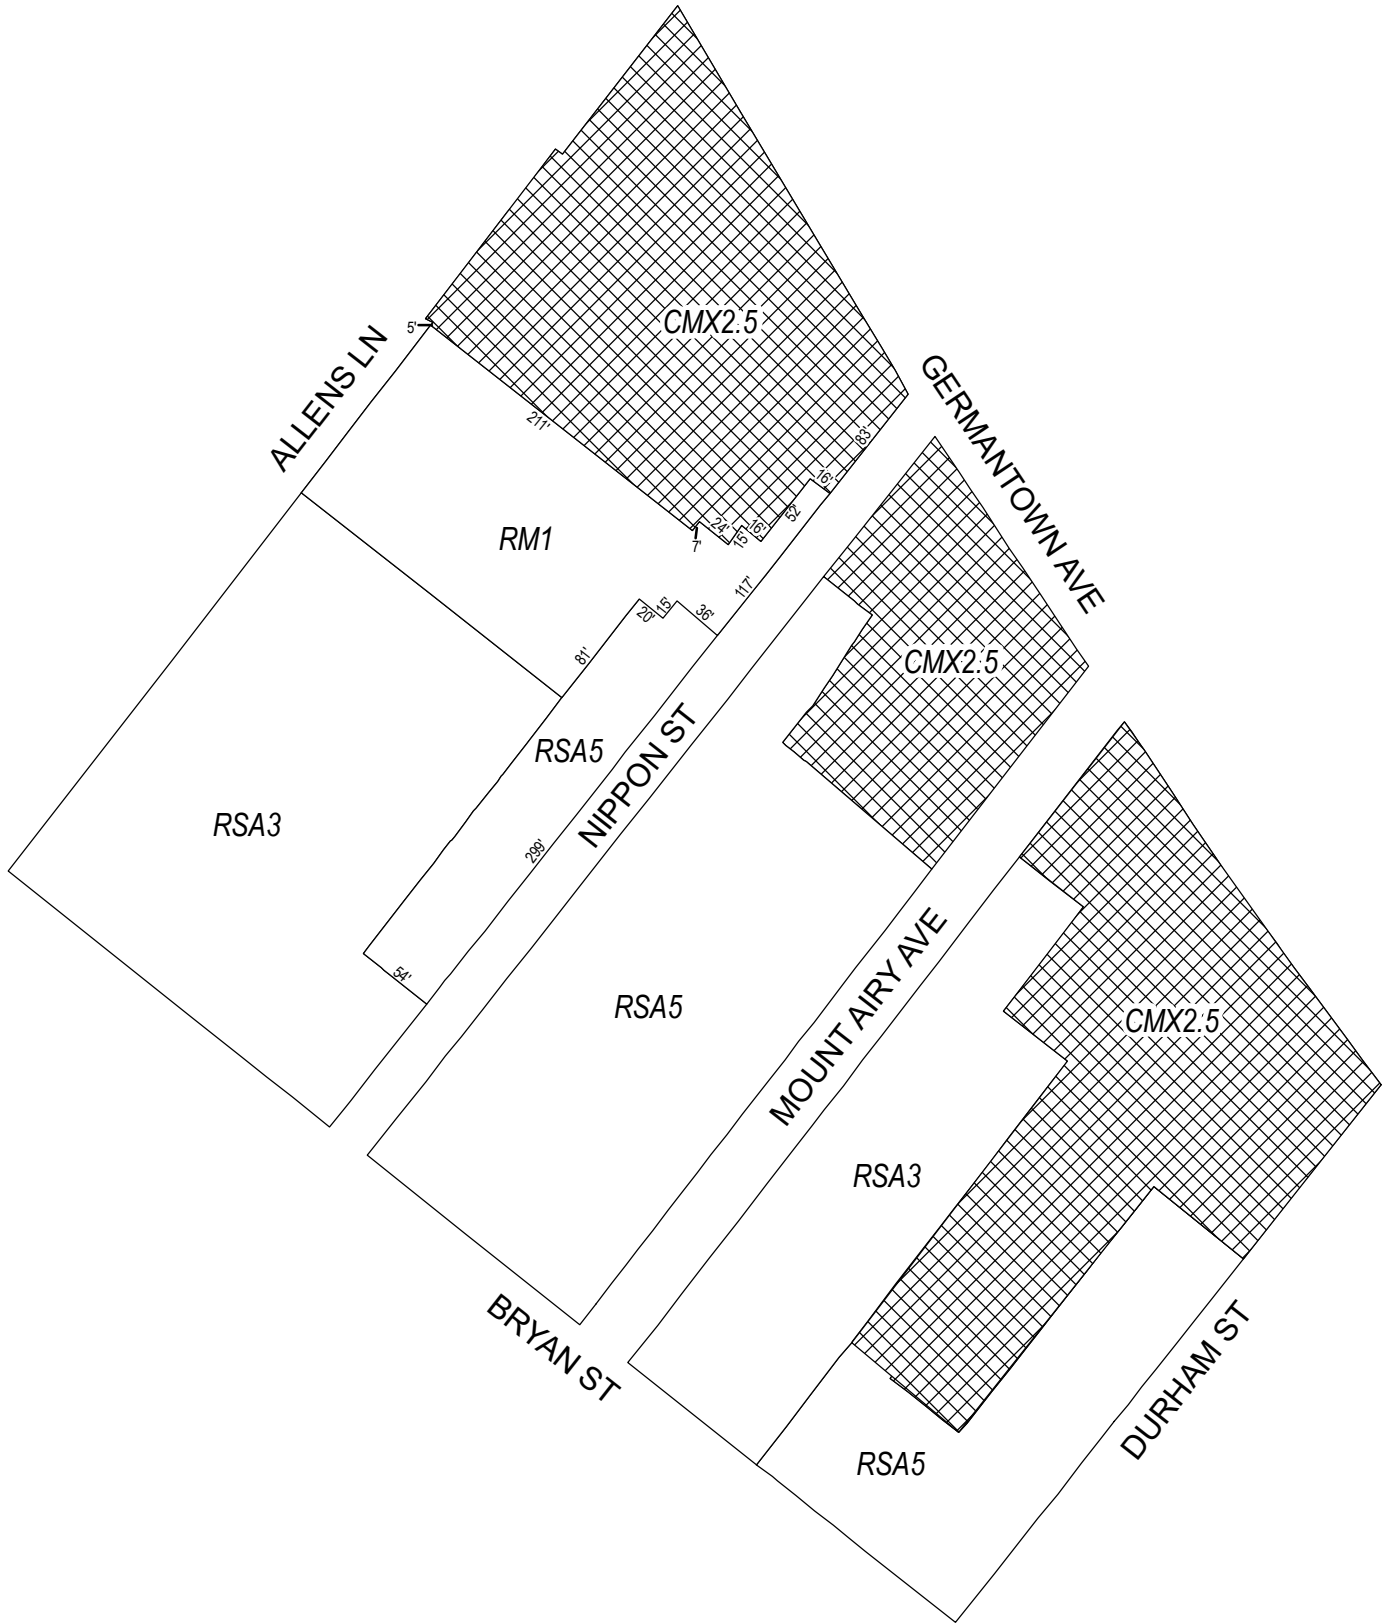 CMX2.5
5'
ALLENS LN
GERMANTOWN AVE
211'
83'
16'
52'
24'
16'
15'
7'
RM1
117'
20'
15'
36'
81'
CMX2.5
RSA5
NIPPON ST
RSA3
299'
54'
RSA5
MOUNT AIRY AVE
CMX2.5
RSA3
BRYAN ST
DURHAM ST
RSA5